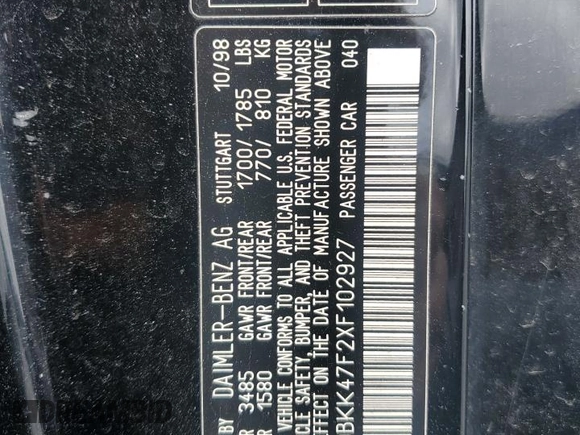 BY DAIMLER-BENZ AG STUTTGART 10/98
R 3485 GAWR FRONT/REAR 1700/ 1785 LBS
1580 GAWR FRONT/REAR 770/ 810 KG
VEHICLE CONFORMS TO ALL APPLICABLE U.S. FEDERAL MOTOR
CLE SAFETY, BUMPER, AND THEFT PREVENTION STANDARDS
EFFECT ON THE DATE OF MANUFACTURE SHOWN ABOVE
BKK47F2XF102927 PASSENGER CAR 040